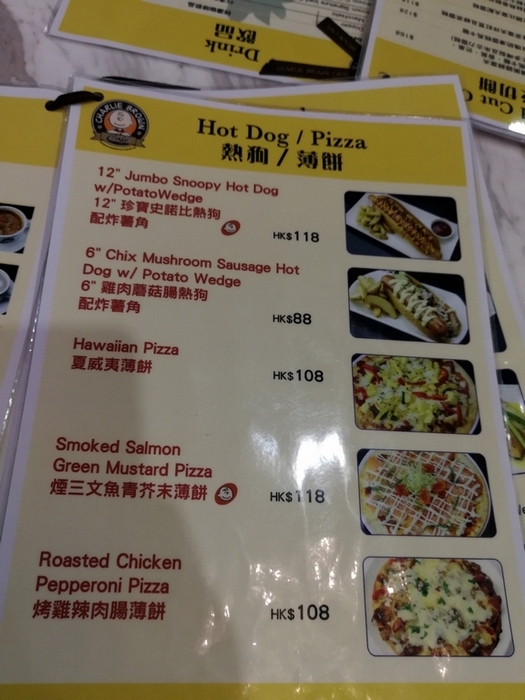 Drink
飲品
CHARLIE BROWN
Hot Dog / Pizza
熱狗 / 薄餅
12" Jumbo Snoopy Hot Dog
w/PotatoWedge
12" 珍寶史諾比熱狗
配炸薯角
HK$118
6" Chix Mushroom Sausage Hot
Dog w/ Potato Wedge
6" 雞肉蘑菇腸熱狗
配炸薯角
HK$88
Hawaiian Pizza
夏威夷薄餅
HK$108
Smoked Salmon
Green Mustard Pizza
煙三文魚青芥末薄餅
HK$118
Roasted Chicken
Pepperoni Pizza
烤雞辣肉腸薄餅
HK$108